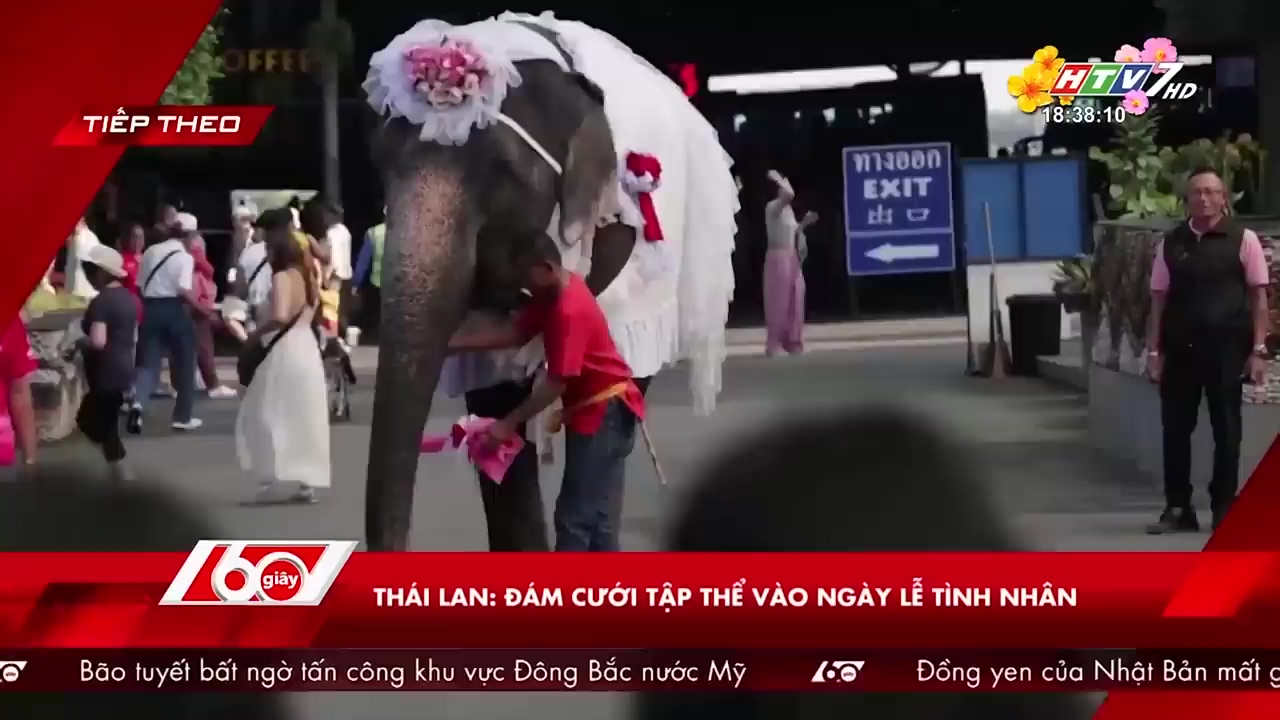 OFFEE
HTV7 HD
18:38:10
TIẾP THEO
ทางออก
EXIT
出口
60 giây
THÁI LAN: ĐÁM CƯỚI TẬP THỂ VÀO NGÀY LỄ TÌNH NHÂN
60 Bão tuyết bất ngờ tấn công khu vực Đông Bắc nước Mỹ 60 Đồng yen của Nhật Bản mất g